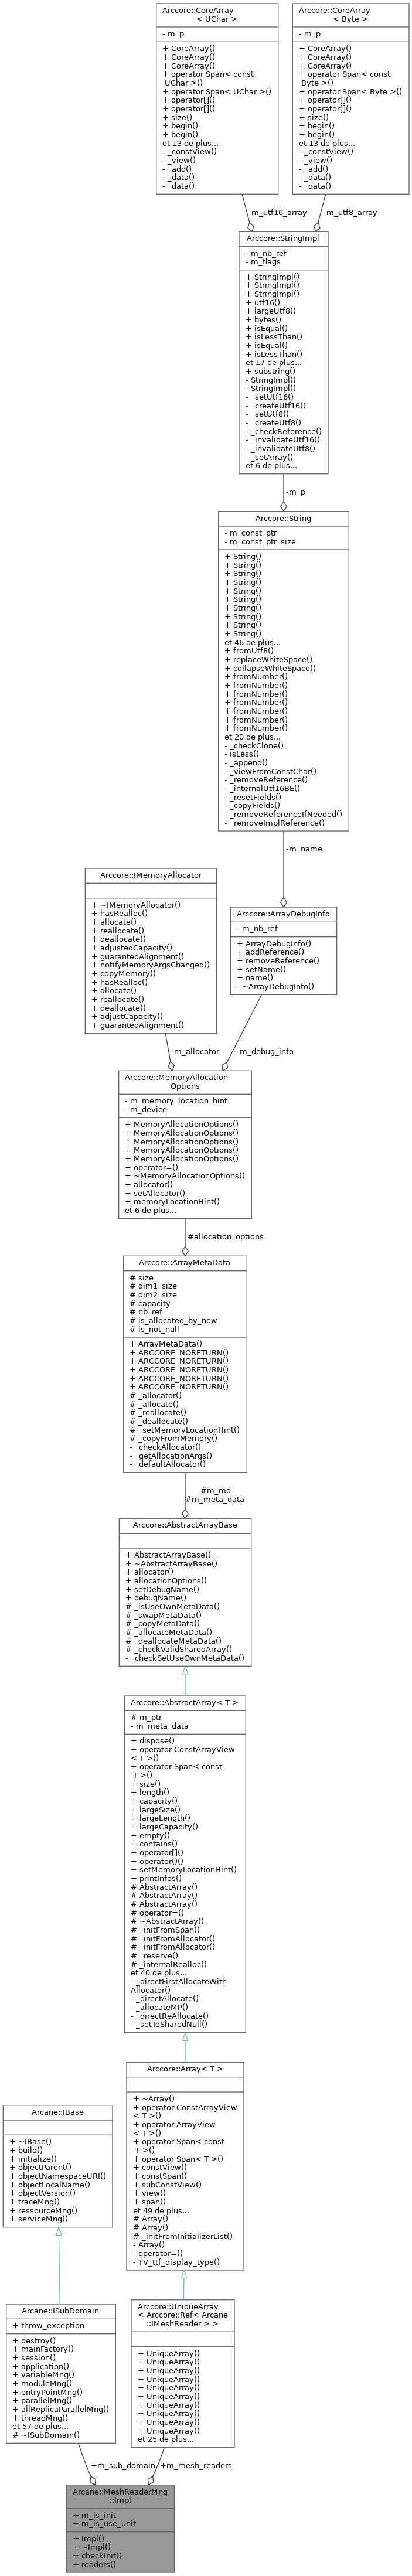 Arccore::CoreArray
< UChar >
- m_p
+ CoreArray()
+ CoreArray()
+ CoreArray()
+ operator Span< const
UChar >()
+ operator Span< UChar >()
+ operator[]()
+ operator[]()
+ size()
+ begin()
+ begin()
et 13 de plus...
- _constView()
- _view()
- _add()
- _data()
- _data()
Arccore::CoreArray
< Byte >
- m_p
+ CoreArray()
+ CoreArray()
+ CoreArray()
+ operator Span< const
Byte >()
+ operator Span< Byte >()
+ operator[]()
+ operator[]()
+ size()
+ begin()
+ begin()
et 13 de plus...
- _constView()
- _view()
- _add()
- _data()
- _data()
-m_utf16_array
-m_utf8_array
Arccore::StringImpl
- m_nb_ref
- m_flags
+ StringImpl()
+ StringImpl()
+ StringImpl()
+ utf16()
+ largeUtf8()
+ bytes()
+ isEqual()
+ isLessThan()
+ isEqual()
+ isLessThan()
et 17 de plus...
+ substring()
- StringImpl()
- StringImpl()
- _setUtf16()
- _createUtf16()
- _setUtf8()
- _createUtf8()
- _checkReference()
- _invalidateUtf16()
- _invalidateUtf8()
- _setArray()
et 6 de plus...
-m_p
Arccore::String
- m_const_ptr
- m_const_ptr_size
+ String()
+ String()
+ String()
+ String()
+ String()
+ String()
+ String()
+ String()
+ String()
+ String()
et 46 de plus...
+ fromUtf8()
+ replaceWhiteSpace()
+ collapseWhiteSpace()
+ fromNumber()
+ fromNumber()
+ fromNumber()
+ fromNumber()
+ fromNumber()
+ fromNumber()
+ fromNumber()
et 20 de plus...
- _checkClone()
- isLess()
- _append()
- _viewFromConstChar()
- _removeReference()
- _internalUtf16BE()
- _resetFields()
- _copyFields()
- _removeReferenceIfNeeded()
- _removeImplReference()
-m_name
Arccore::IMemoryAllocator
+ ~IMemoryAllocator()
+ hasRealloc()
+ allocate()
+ reallocate()
+ deallocate()
+ adjustedCapacity()
+ guarantedAlignment()
+ notifyMemoryArgsChanged()
+ copyMemory()
+ hasRealloc()
+ allocate()
+ reallocate()
+ deallocate()
+ adjustCapacity()
+ guarantedAlignment()
Arccore::ArrayDebugInfo
- m_nb_ref
+ ArrayDebugInfo()
+ addReference()
+ removeReference()
+ setName()
+ name()
- ~ArrayDebugInfo()
-m_allocator
-m_debug_info
Arccore::MemoryAllocation
Options
- m_memory_location_hint
- m_device
+ MemoryAllocationOptions()
+ MemoryAllocationOptions()
+ MemoryAllocationOptions()
+ MemoryAllocationOptions()
+ MemoryAllocationOptions()
+ operator=()
+ ~MemoryAllocationOptions()
+ allocator()
+ setAllocator()
+ memoryLocationHint()
et 6 de plus...
#allocation_options
Arccore::ArrayMetaData
# size
# dim1_size
# dim2_size
# capacity
# nb_ref
# is_allocated_by_new
# is_not_null
+ ArrayMetaData()
+ ARCCORE_NORETURN()
+ ARCCORE_NORETURN()
+ ARCCORE_NORETURN()
+ ARCCORE_NORETURN()
+ ARCCORE_NORETURN()
# _allocator()
# _allocate()
# _reallocate()
# _deallocate()
# _setMemoryLocationHint()
# _copyFromMemory()
- _checkAllocator()
- _getAllocationArgs()
- _defaultAllocator()
#m_md
#m_meta_data
Arccore::AbstractArrayBase
+ AbstractArrayBase()
+ ~AbstractArrayBase()
+ allocator()
+ allocationOptions()
+ setDebugName()
+ debugName()
# _isUseOwnMetaData()
# _swapMetaData()
# _copyMetaData()
# _allocateMetaData()
# _deallocateMetaData()
# _checkValidSharedArray()
- _checkSetUseOwnMetaData()
Arccore::AbstractArray< T >
# m_ptr
- m_meta_data
+ dispose()
+ operator ConstArrayView
< T >()
+ operator Span< const
T >()
+ size()
+ length()
+ capacity()
+ largeSize()
+ largeLength()
+ largeCapacity()
+ empty()
+ contains()
+ operator[]()
+ operator()()
+ setMemoryLocationHint()
+ printInfos()
# AbstractArray()
# AbstractArray()
# AbstractArray()
# operator=()
# ~AbstractArray()
# _initFromSpan()
# _initFromAllocator()
# _initFromAllocator()
# _reserve()
# _internalRealloc()
et 40 de plus...
- _directFirstAllocateWith
Allocator()
- _directAllocate()
- _allocateMP()
- _directReAllocate()
- _setToSharedNull()
Arccore::Array< T >
+ ~Array()
+ operator ConstArrayView
< T >()
+ operator ArrayView
< T >()
+ operator Span< const
T >()
+ operator Span< T >()
+ constView()
+ constSpan()
+ subConstView()
+ view()
+ span()
et 49 de plus...
# Array()
# Array()
# _initFromInitializerList()
- Array()
- operator=()
- TV_ttf_display_type()
Arcane::IBase
+ ~IBase()
+ build()
+ initialize()
+ objectParent()
+ objectNamespaceURI()
+ objectLocalName()
+ objectVersion()
+ traceMng()
+ ressourceMng()
+ serviceMng()
Arcane::ISubDomain
+ throw_exception
+ destroy()
+ mainFactory()
+ session()
+ application()
+ variableMng()
+ moduleMng()
+ entryPointMng()
+ parallelMng()
+ allReplicaParallelMng()
+ threadMng()
et 57 de plus...
# ~ISubDomain()
Arccore::UniqueArray
< Arccore::Ref< Arcane
::IMeshReader > >
+ UniqueArray()
+ UniqueArray()
+ UniqueArray()
+ UniqueArray()
+ UniqueArray()
+ UniqueArray()
+ UniqueArray()
+ UniqueArray()
+ UniqueArray()
+ UniqueArray()
et 25 de plus...
+m_sub_domain
+m_mesh_readers
Arcane::MeshReaderMng
::Impl
+ m_is_init
+ m_is_use_unit
+ Impl()
+ ~Impl()
+ checkInit()
+ readers()